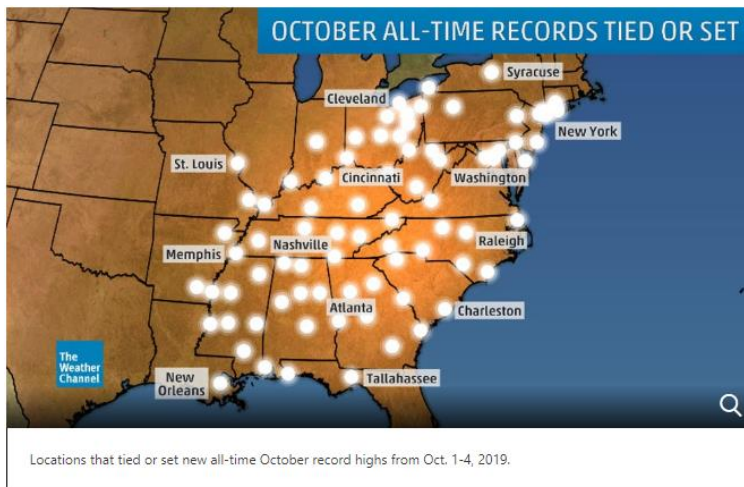 OCTOBER ALL-TIME RECORDS TIED OR SET
Syracuse
Cleveland
New York
St. Louis
Cincinnati
Washington
Memphis
Nashville
Raleigh
Atlanta
Charleston
The
Weather
Channel
New
Orleans
Tallahassee
Locations that tied or set new all-time October record highs from Oct. 1-4, 2019.